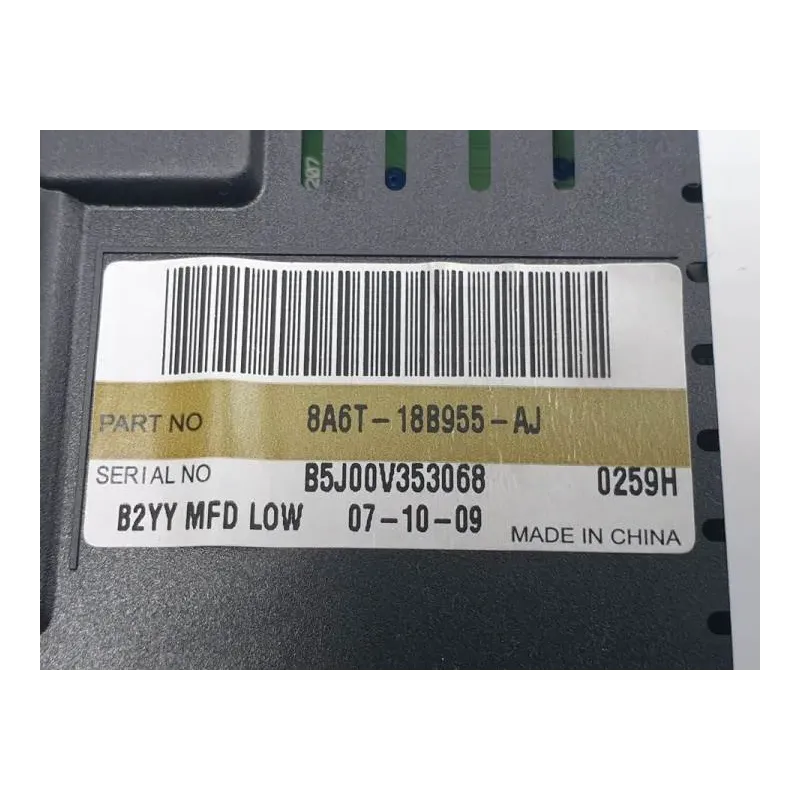 207
PART NO 8A6T-18B955-AJ
SERIAL NO B5J00V353068 0259H
B2YY MFD LOW 07-10-09
MADE IN CHINA